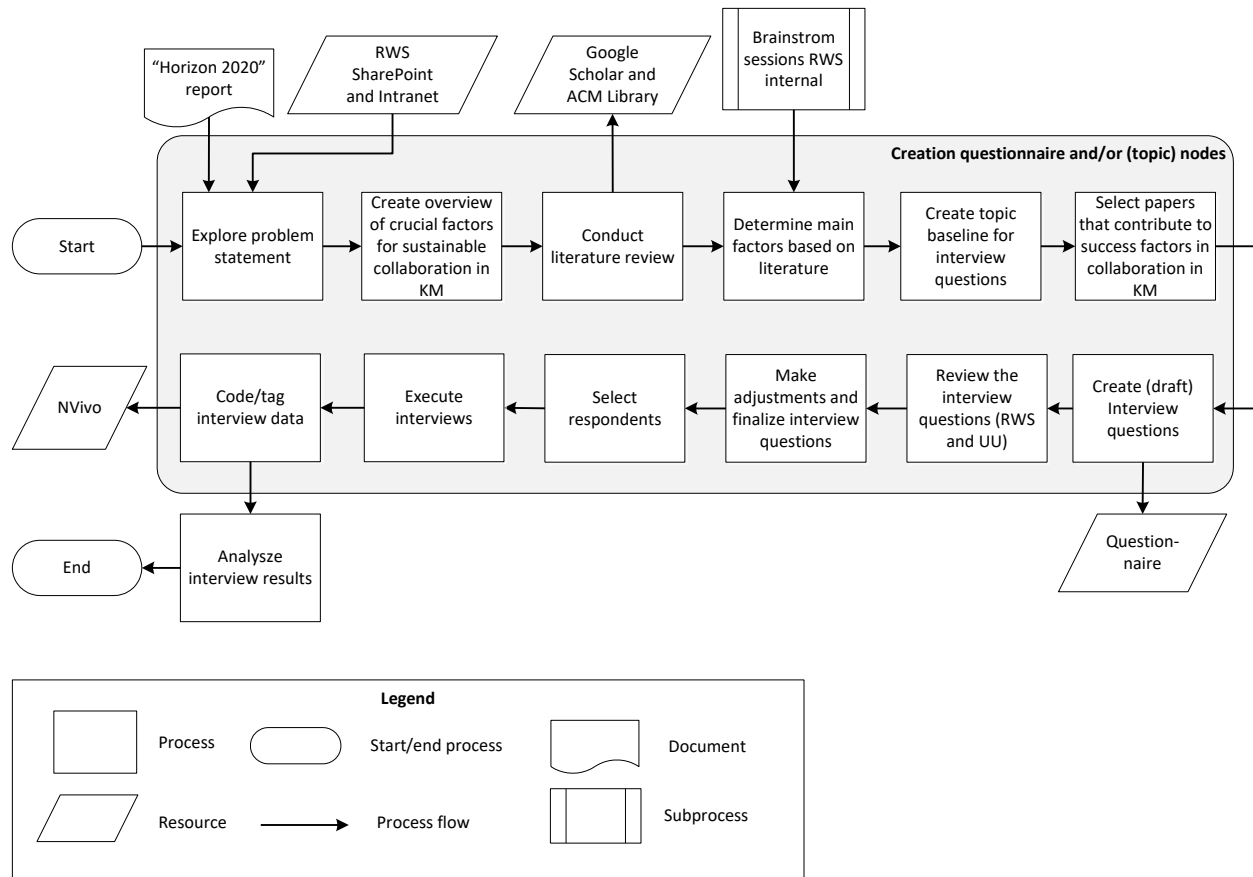 “Horizon 2020”
report
RWS
SharePoint
and Intranet
Google
Scholar and
ACM Library
Brainstrom
sessions RWS
internal
Creation questionnaire and/or (topic) nodes
Start
Explore problem
statement
Create overview
of crucial factors
for sustainable
collaboration in
KM
Conduct
literature review
Determine main
factors based on
literature
Create topic
baseline for
interview
questions
Select papers
that contribute to
success factors in
collaboration in
KM
NVivo
Code/tag
interview data
Execute
interviews
Select
respondents
Make
adjustments and
finalize interview
questions
Review the
interview
questions (RWS
and UU)
Create (draft)
Interview
questions
End
Analysze
interview results
Question-
naire
Legend
Process
Start/end process
Document
Resource
Process flow
Subprocess